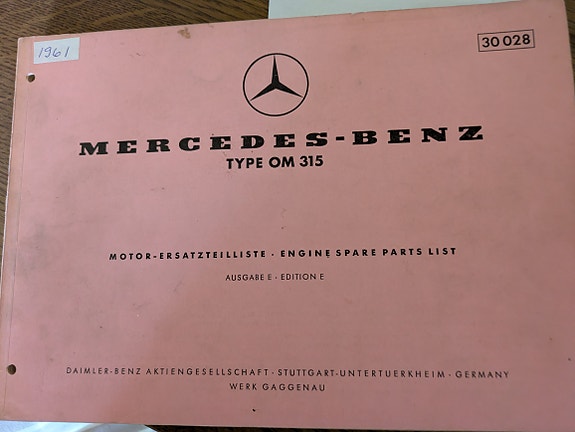 1961
30 028
MERCEDES-BENZ
TYPE OM 315
MOTOR-ERSATZTEILLISTE · ENGINE SPARE PARTS LIST
AUSGABE E · EDITION E
DAIMLER-BENZ AKTIENGESELLSCHAFT · STUTTGART-UNTERTUERKHEIM · GERMANY
WERK GAGGENAU